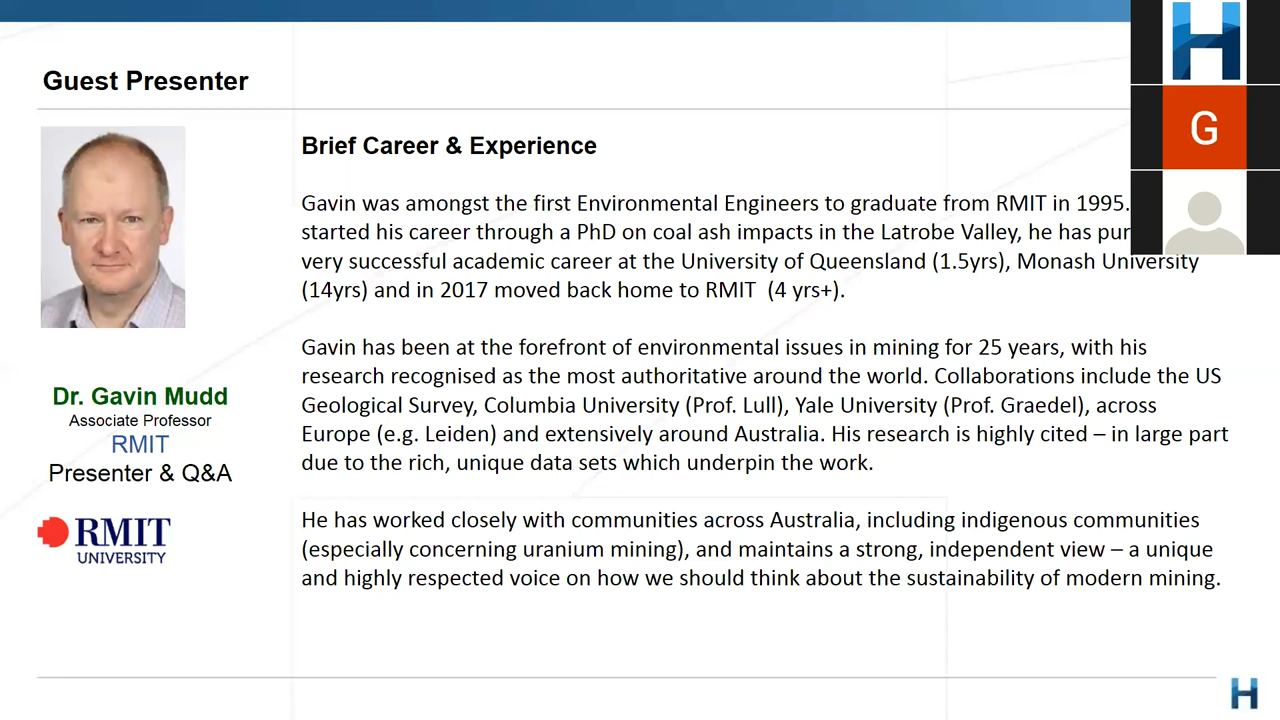 Guest Presenter
Brief Career & Experience
Gavin was amongst the first Environmental Engineers to graduate from RMIT in 1995.
started his career through a PhD on coal ash impacts in the Latrobe Valley, he has
very successful academic career at the University of Queensland (1.5yrs), Monash University
(14yrs) and in 2017 moved back home to RMIT (4 yrs+).
Gavin has been at the forefront of environmental issues in mining for 25 years, with his
research recognised as the most authoritative around the world. Collaborations include the US
Geological Survey, Columbia University (Prof. Lull), Yale University (Prof. Graedel), across
Europe (e.g. Leiden) and extensively around Australia. His research is highly cited – in large part
due to the rich, unique data sets which underpin the work.
He has worked closely with communities across Australia, including indigenous communities
(especially concerning uranium mining), and maintains a strong, independent view – a unique
and highly respected voice on how we should think about the sustainability of modern mining.
Dr. Gavin Mudd
Associate Professor
RMIT
Presenter & Q&A
RMIT
UNIVERSITY
H
G
H